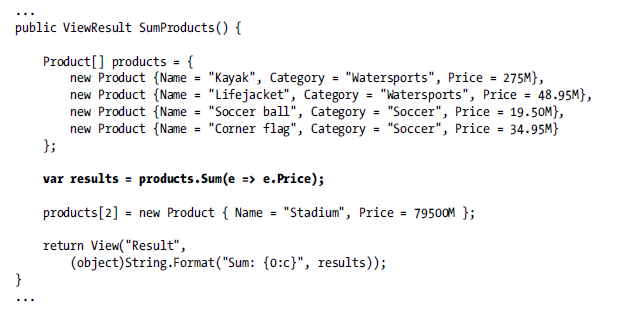 ...
public ViewResult SumProducts() {
Product[] products = {
new Product {Name = "Kayak", Category = "Watersports", Price = 275M},
new Product {Name = "Lifejacket", Category = "Watersports", Price = 48.95M},
new Product {Name = "Soccer ball", Category = "Soccer", Price = 19.50M},
new Product {Name = "Corner flag", Category = "Soccer", Price = 34.95M}
};
var results = products.Sum(e => e.Price);
products[2] = new Product { Name = "Stadium", Price = 79500M };
return View("Result",
(object)String.Format("Sum: {0:c}", results));
}
...